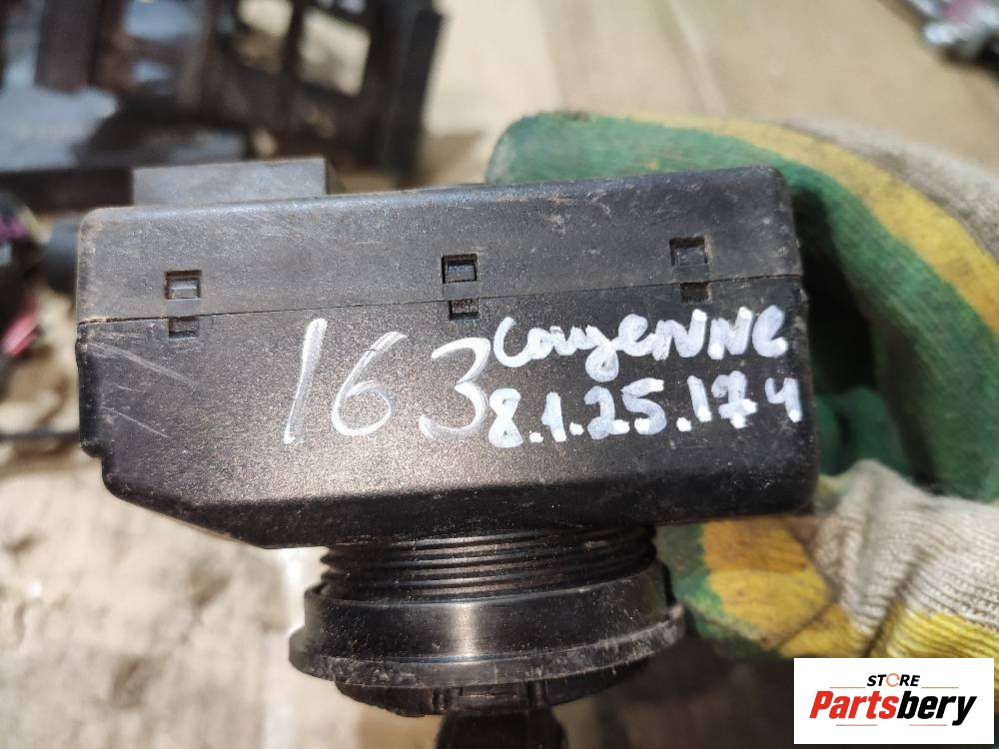 163
Cayenne
8.1.25.174
STORE
Partsbery